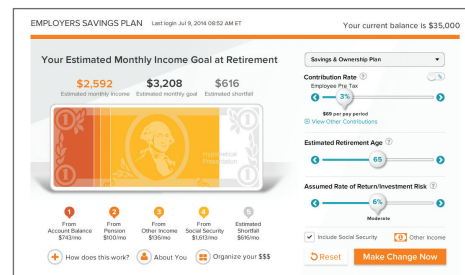 EMPLOYERS SAVINGS PLAN Last login Jul 9, 2014 08:52 AM ET
Your current balance is $35,000
Your Estimated Monthly Income Goal at Retirement
$2,592 $3,208 $616
Estimated monthly income Estimated monthly goal Estimated shortfall
Hypothetical
Presentation
1 2 3 4 5
From From From From Estimated
Account Balance Pension Other Income Social Security Shortfall
$743/mo $100/mo $136/mo $1,613/mo $616/mo
How does this work? About You Organize your $$$
Savings & Ownership Plan
Contribution Rate ? %
Employee Pre Tax
3%
$69 per pay period
View Other Contributions
Estimated Retirement Age ?
65
Assumed Rate of Return/Investment Risk ?
6%
Moderate
Include Social Security Other Income
Reset Make Change Now